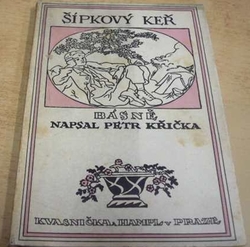 ŠÍPKOVÝ KEŘ
BÁSNĚ
NAPSAL PETR KŘIČKA
KVASNIČKA A HAMPL V PRAZE